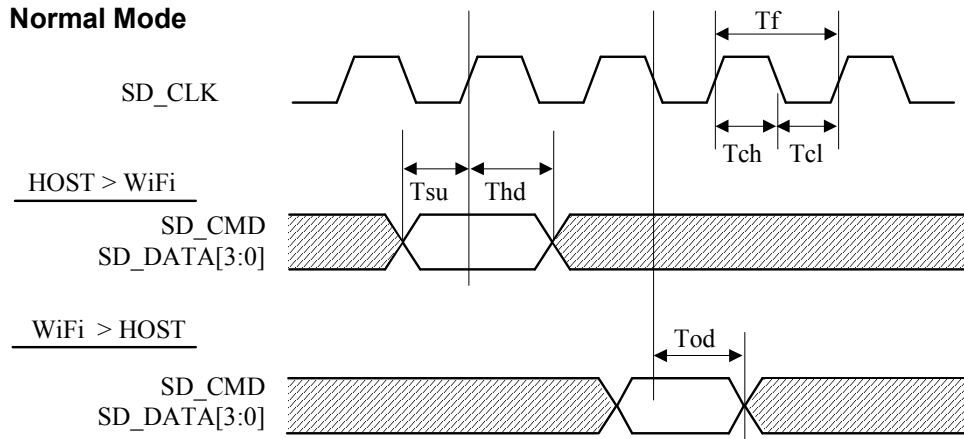 Normal Mode
Tf
SD_CLK
Tch Tcl
HOST > WiFi
Tsu Thd
SD_CMD
SD_DATA[3:0]
WiFi > HOST
Tod
SD_CMD
SD_DATA[3:0]